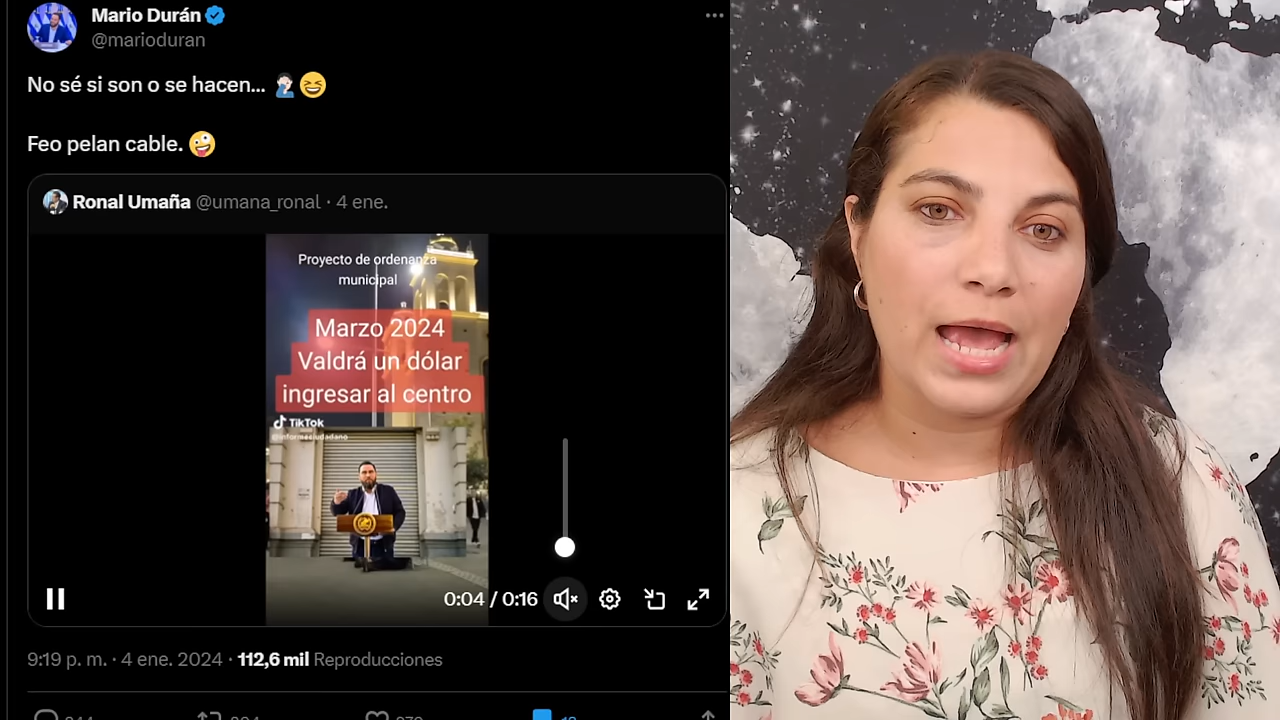 Mario Durán
@marioduran
No sé si son o se hacen... 🤦🏻‍♂️😆
Feo pelan cable. 🤪
Ronal Umaña @umana_ronal · 4 ene.
Proyecto de ordenanza
municipal
Marzo 2024
Valdrá un dólar
ingresar al centro
TikTok
@informeciudadano
0:04 / 0:16
9:19 p. m. · 4 ene. 2024 · 112,6 mil Reproducciones